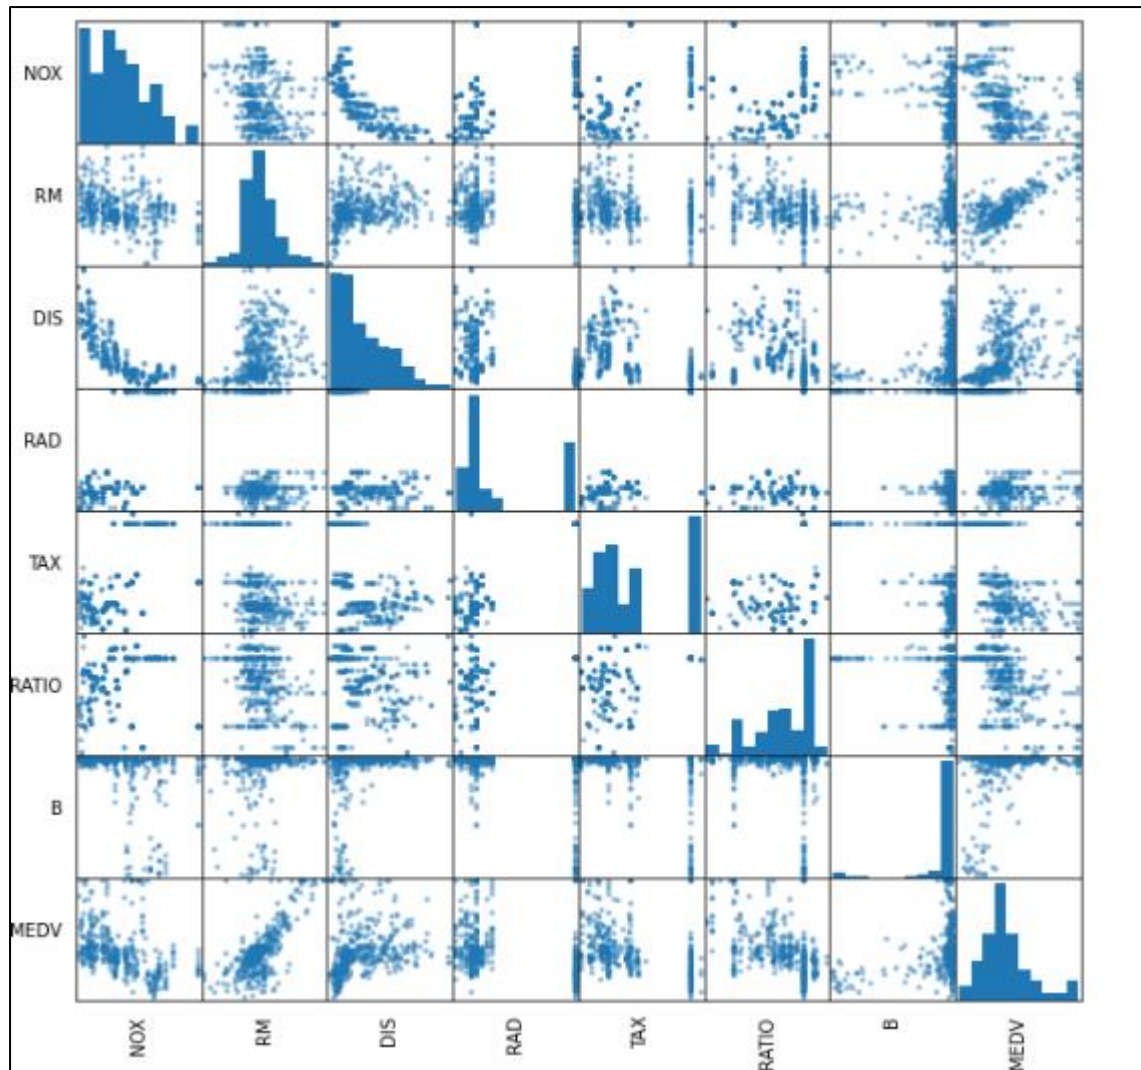 NOX
RM
DIS
RAD
TAX
RATIO
B
MEDV
NOX
RM
DIS
RAD
TAX
RATIO
B
MEDV